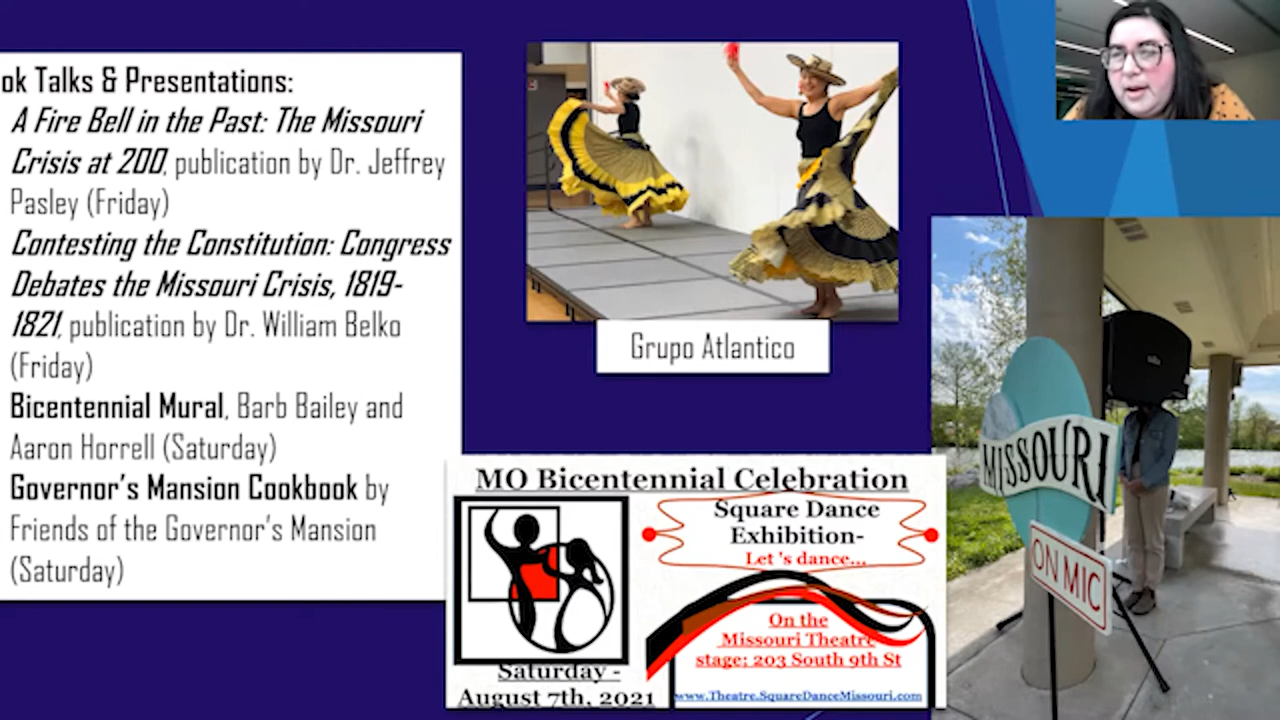 ok Talks & Presentations:
A Fire Bell in the Past: The Missouri
Crisis at 200, publication by Dr. Jeffrey
Pasley (Friday)
Contesting the Constitution: Congress
Debates the Missouri Crisis, 1819-
1821, publication by Dr. William Belko
(Friday)
Bicentennial Mural, Barb Bailey and
Aaron Horrell (Saturday)
Governor's Mansion Cookbook by
Friends of the Governor's Mansion
(Saturday)
Grupo Atlantico
MO Bicentennial Celebration
Square Dance
Exhibition-
Let 's dance...
On the
Missouri Theatre
stage; 203 South 9th St
Saturday -
August 7th, 2021
www.Theatre.SquareDanceMissouri.com
MISSOURI
ON MIC